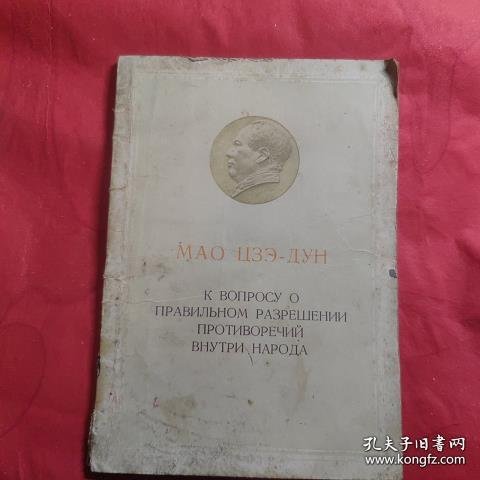 МАО ЦЗЭ-ДУН
К ВОПРОСУ О
ПРАВИЛЬНОМ РАЗРЕШЕНИИ
ПРОТИВОРЕЧИЙ
ВНУТРИ НАРОДА
孔夫子旧书网
www.kongfz.com